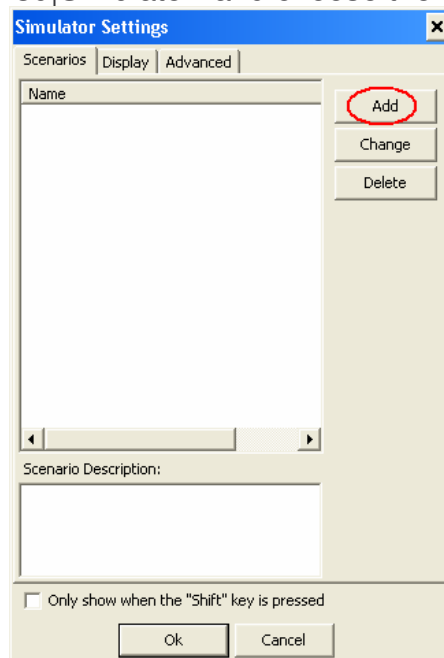 Simulator Settings
Scenarios Display Advanced
Name
Add
Change
Delete
Scenario Description:
Only show when the "Shift" key is pressed
Ok Cancel